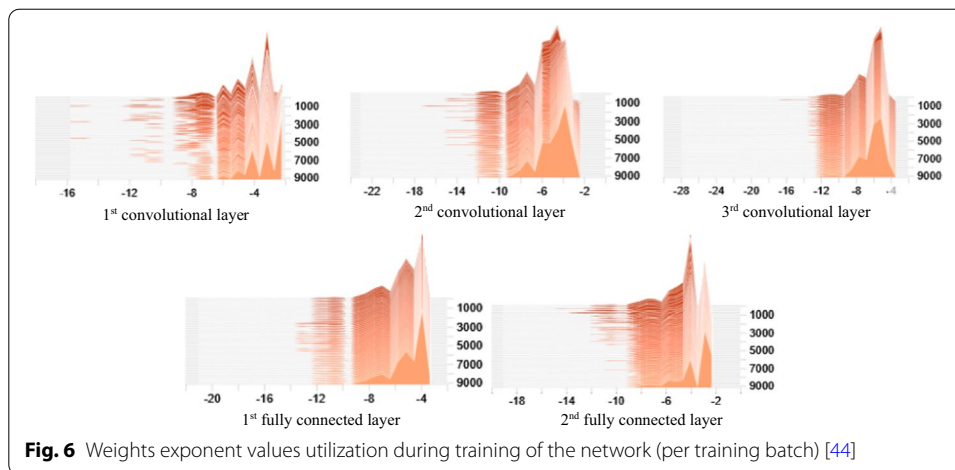 1000
3000
5000
7000
9000
-16 -12 -8 -4
1st convolutional layer
1000
3000
5000
7000
9000
-22 -18 -14 -10 -6 -2
2nd convolutional layer
1000
3000
5000
7000
9000
-28 -24 -20 -16 -12 -8 -4
3rd convolutional layer
1000
3000
5000
7000
9000
-20 -16 -12 -8 -4
1st fully connected layer
1000
3000
5000
7000
9000
-18 -14 -10 -6 -2
2nd fully connected layer
Fig. 6 Weights exponent values utilization during training of the network (per training batch) [44]